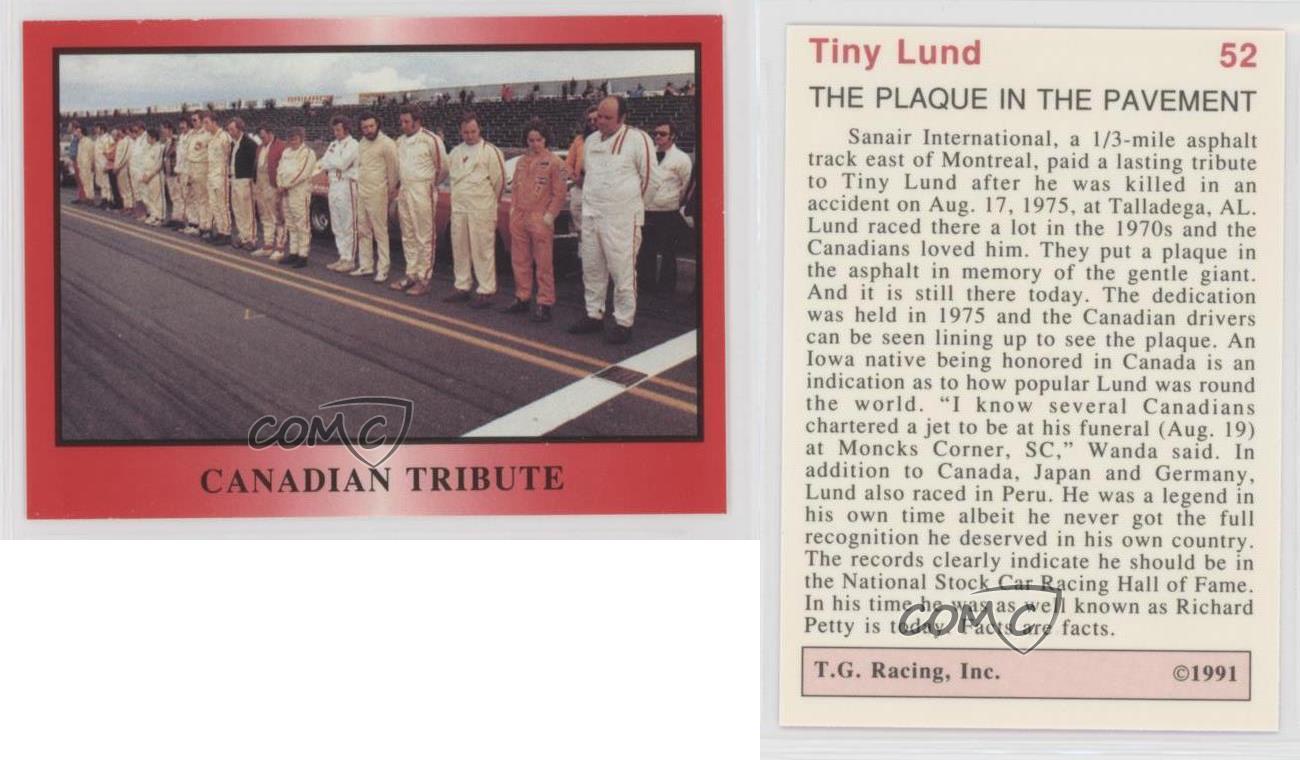 CANADIAN TRIBUTE
COMC
Tiny Lund 52
THE PLAQUE IN THE PAVEMENT
Sanair International, a 1/3-mile asphalt
track east of Montreal, paid a lasting tribute
to Tiny Lund after he was killed in an
accident on Aug. 17, 1975, at Talladega, AL.
Lund raced there a lot in the 1970s and the
Canadians loved him. They put a plaque in
the asphalt in memory of the gentle giant.
And it is still there today. The dedication
was held in 1975 and the Canadian drivers
can be seen lining up to see the plaque. An
Iowa native being honored in Canada is an
indication as to how popular Lund was round
the world. “I know several Canadians
chartered a jet to be at his funeral (Aug. 19)
at Moncks Corner, SC,” Wanda said. In
addition to Canada, Japan and Germany,
Lund also raced in Peru. He was a legend in
his own time albeit he never got the full
recognition he deserved in his own country.
The records clearly indicate he should be in
the National Stock Car Racing Hall of Fame.
In his time he was as well known as Richard
Petty is today. Facts are facts.
COMC
T.G. Racing, Inc. ©1991